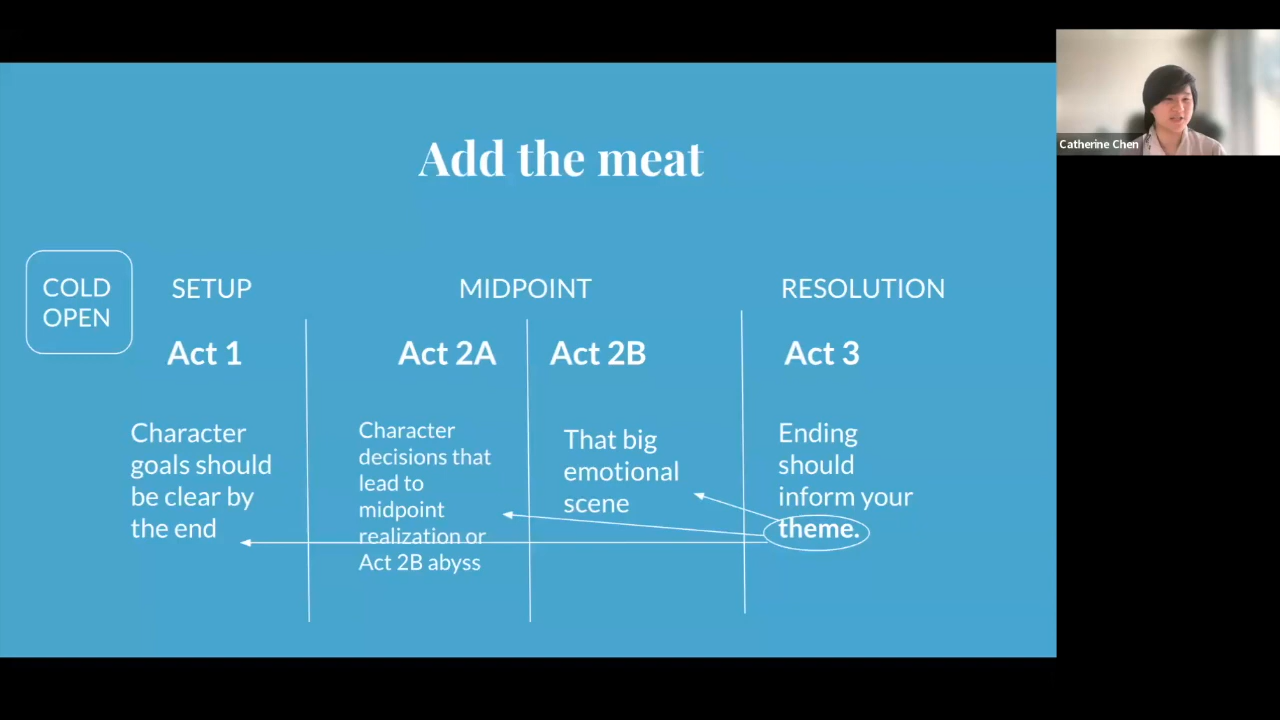 Add the meat
COLD
OPEN
SETUP
MIDPOINT
RESOLUTION
Act 1
Act 2A
Act 2B
Act 3
Character
goals should
be clear by
the end
Character
decisions that
lead to
midpoint
realization or
Act 2B abyss
That big
emotional
scene
Ending
should
inform your
theme.
Catherine Chen